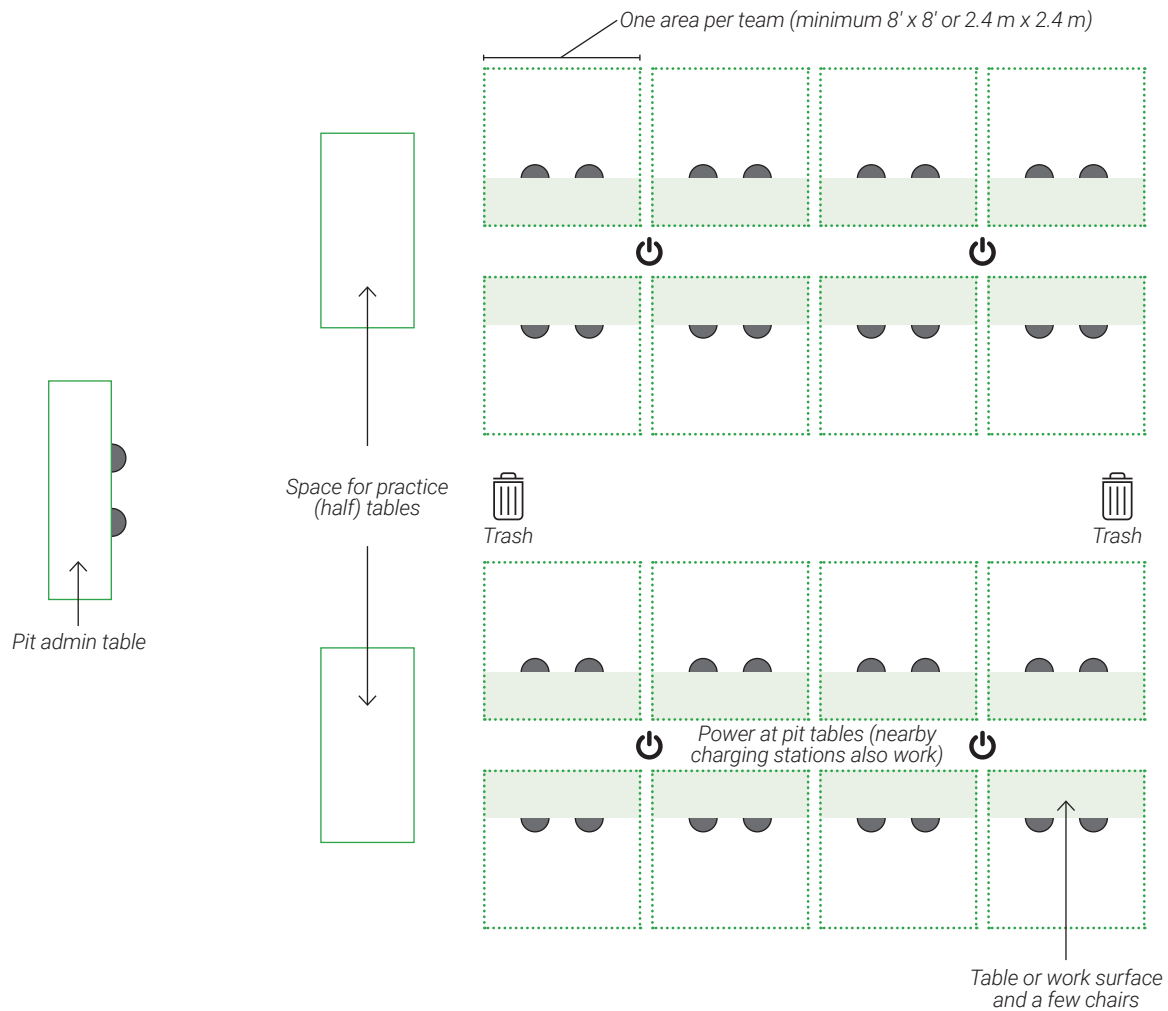 One area per team (minimum 8' x 8' or 2.4 m x 2.4 m)
Space for practice
(half) tables
Trash
Trash
Pit admin table
Power at pit tables (nearby
charging stations also work)
Table or work surface
and a few chairs